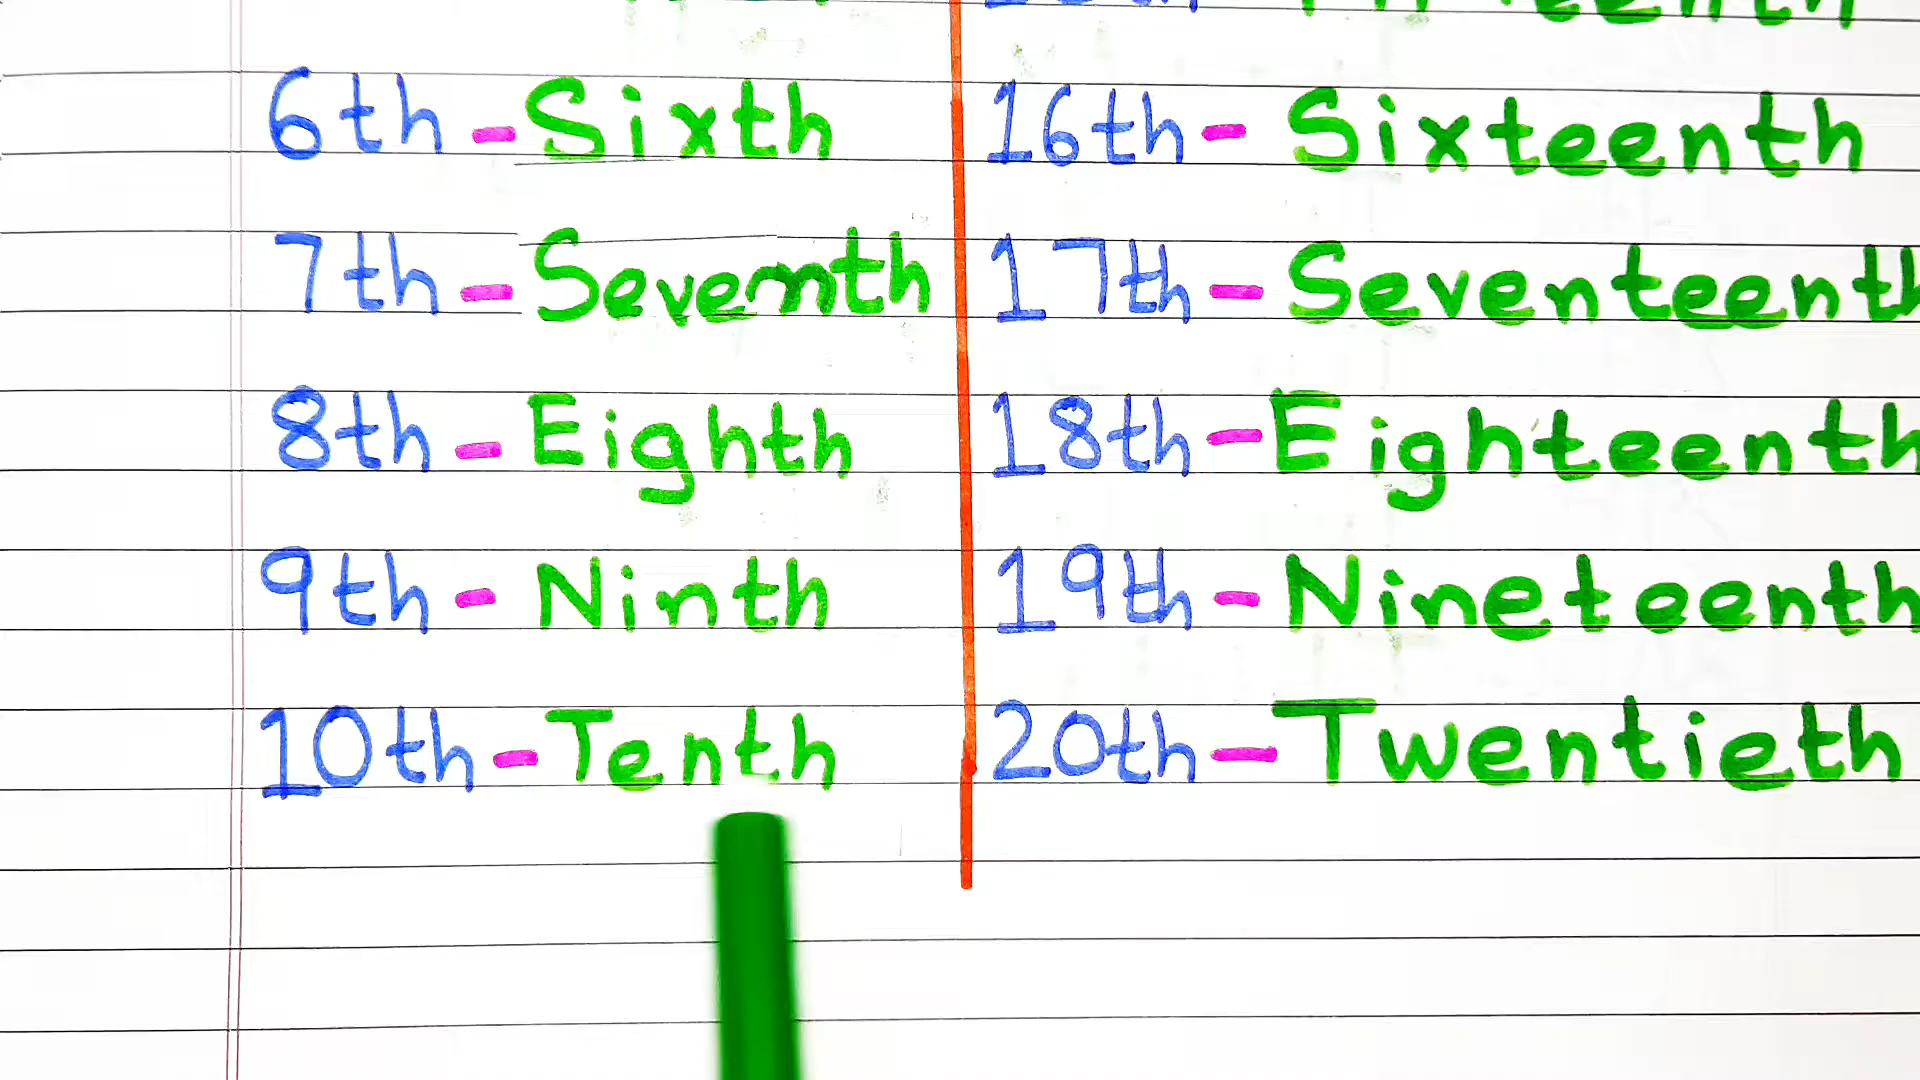 6th - Sixth
7th - Seventh
8th - Eighth
9th - Ninth
10th - Tenth
16th - Sixteenth
17th - Seventeenth
18th - Eighteenth
19th - Nineteenth
20th - Twentieth